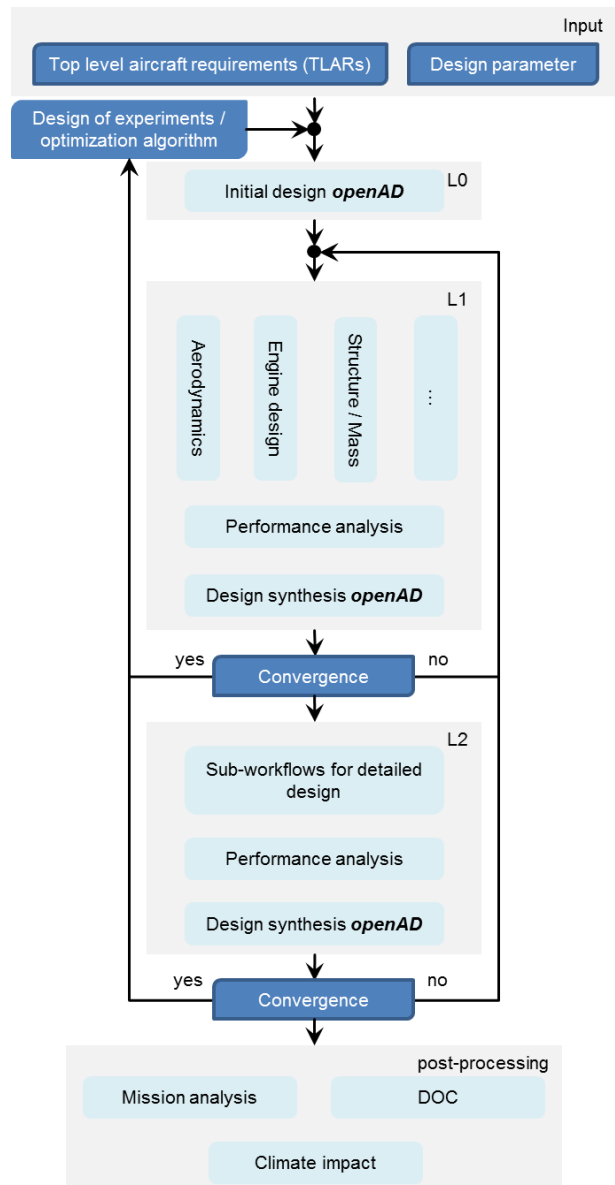 Input
Top level aircraft requirements (TLARs)
Design parameter
Design of experiments /
optimization algorithm
L0
Initial design openAD
L1
Aerodynamics
Engine design
Structure / Mass
...
Performance analysis
Design synthesis openAD
yes
Convergence
no
L2
Sub-workflows for detailed
design
Performance analysis
Design synthesis openAD
yes
Convergence
no
post-processing
Mission analysis
DOC
Climate impact